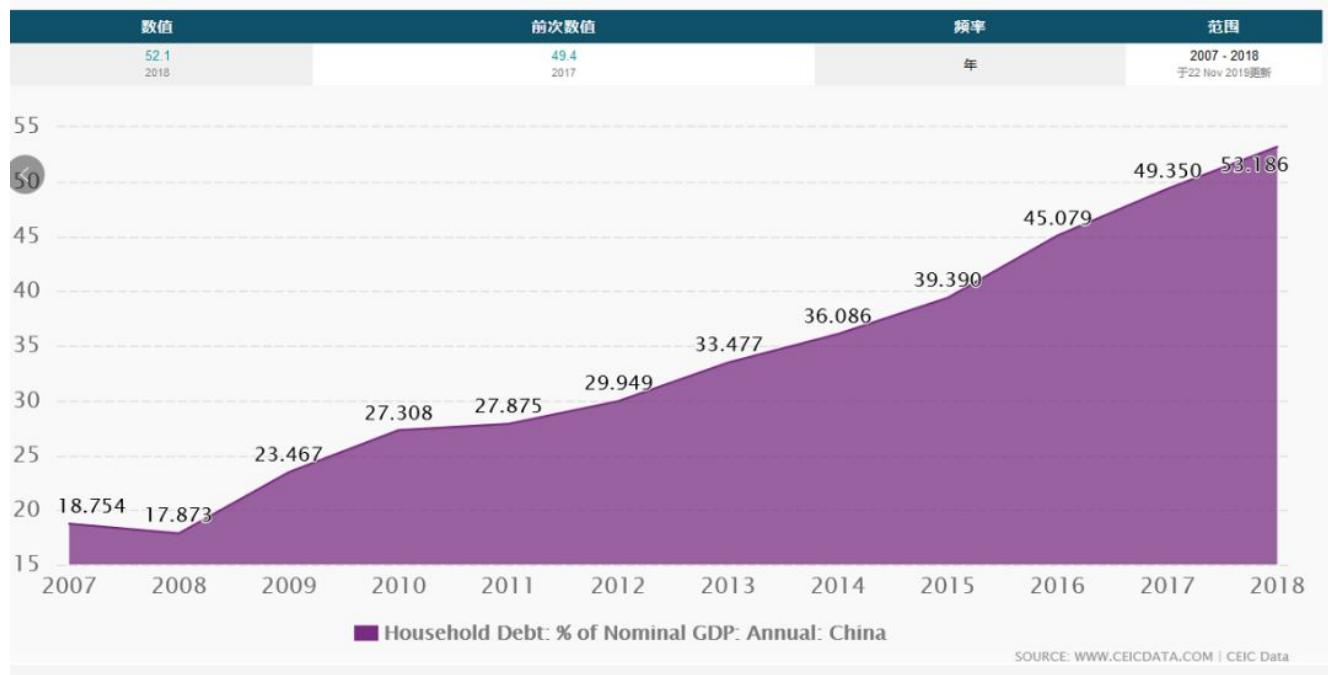 数值 前次数值 频率 范围
52.1 49.4 年 2007 - 2018
2018 2017 于22 Nov 2019更新
55
50
45
40
35
30
25
20
15
18.754 17.873 23.467 27.308 27.875 29.949 33.477 36.086 39.390 45.079 49.350 53.186
2007 2008 2009 2010 2011 2012 2013 2014 2015 2016 2017 2018
Household Debt: % of Nominal GDP: Annual: China
SOURCE: WWW.CEICDATA.COM | CEIC Data